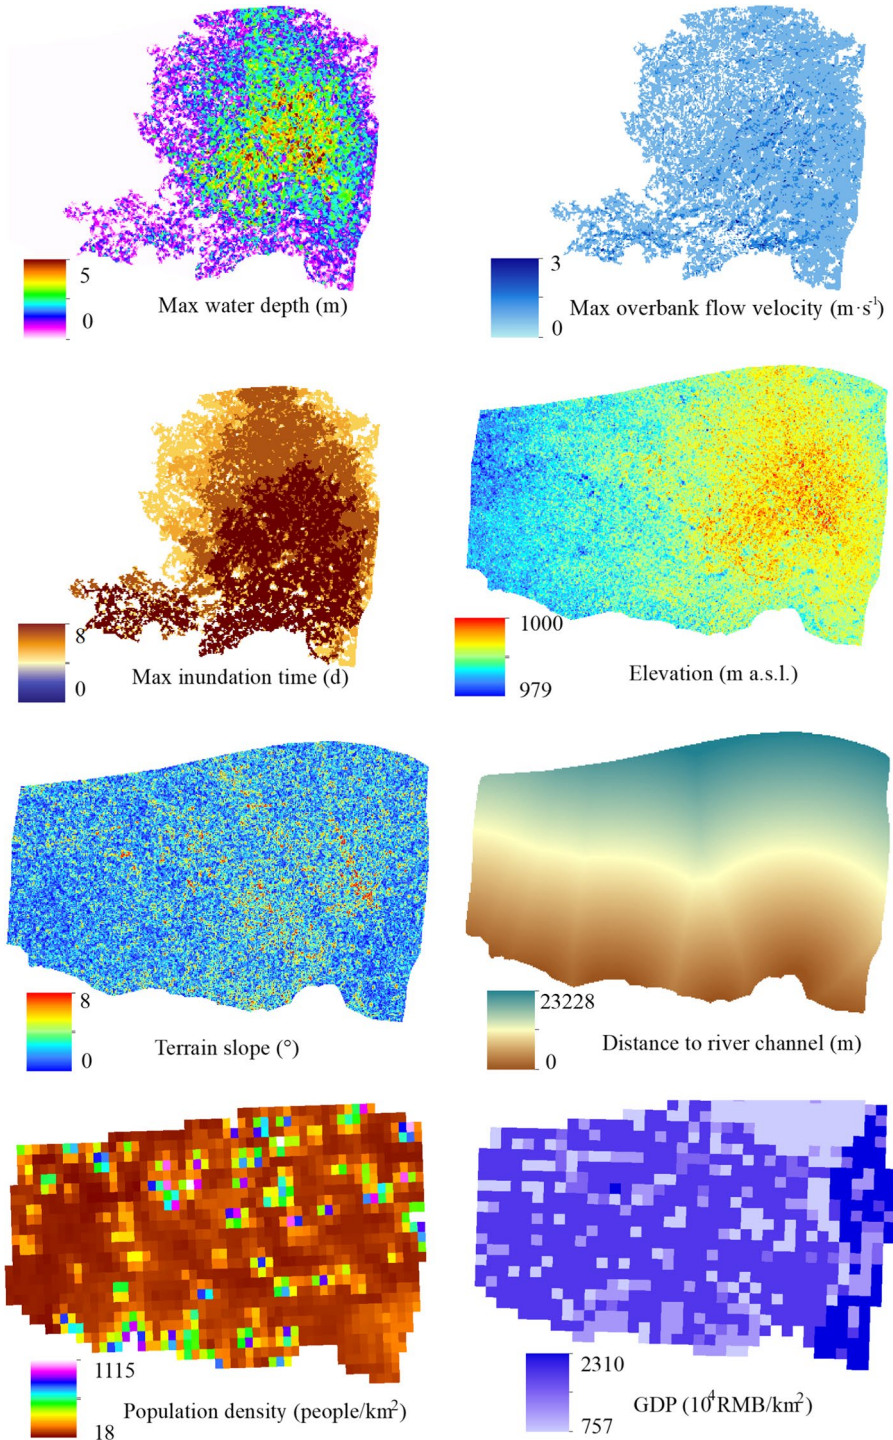 5
0
Max water depth (m)
3
0
Max overbank flow velocity (m·s⁻¹)
8
0
Max inundation time (d)
1000
979
Elevation (m a.s.l.)
8
0
Terrain slope (°)
23228
0
Distance to river channel (m)
1115
18
Population density (people/km²)
2310
757
GDP (10⁴RMB/km²)